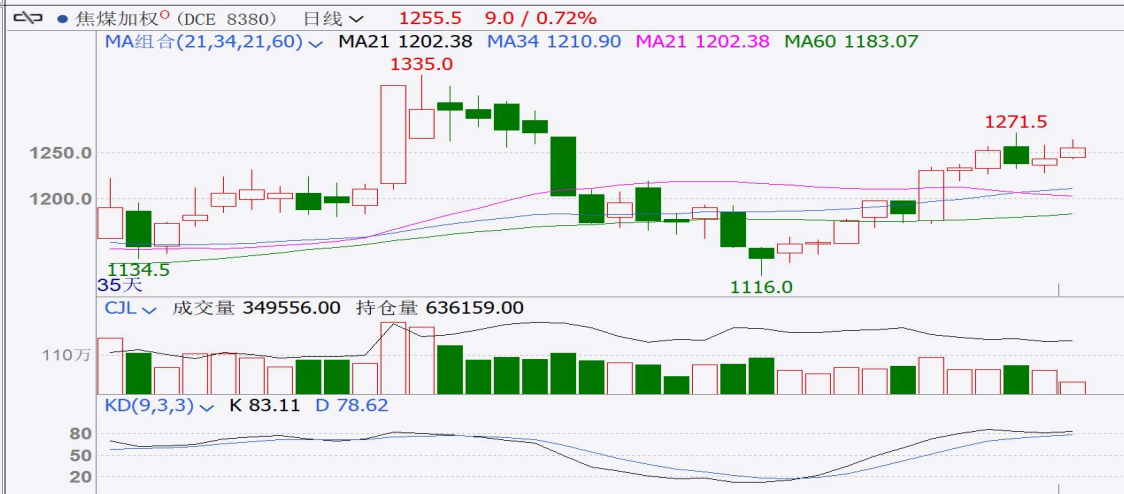 焦煤加权 (DCE 8380) 日线 1255.5 9.0 / 0.72%
MA组合(21,34,21,60) MA21 1202.38 MA34 1210.90 MA21 1202.38 MA60 1183.07
1335.0
1271.5
1250.0
1200.0
1134.5
1116.0
35天
CJL 成交量 349556.00 持仓量 636159.00
110万
KD(9,3,3) K 83.11 D 78.62
80
50
20